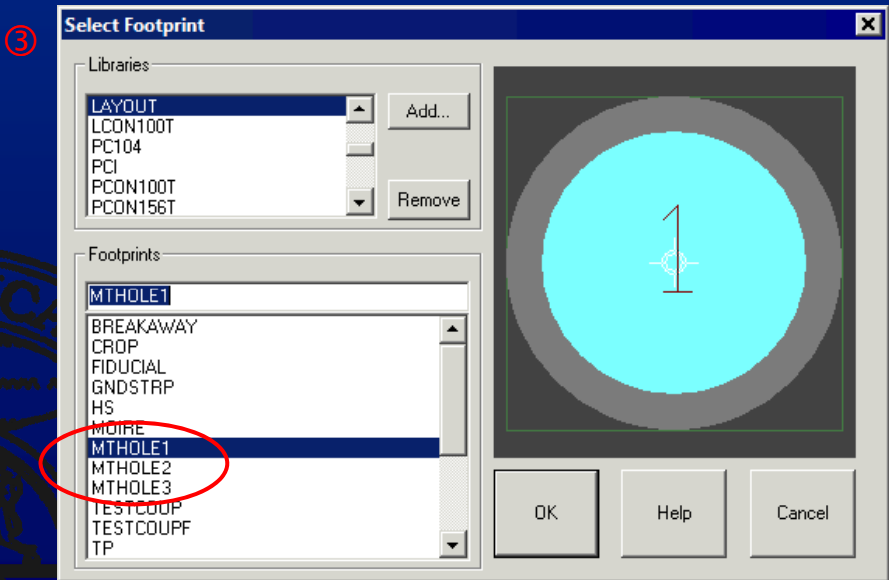 ③
Select Footprint
Libraries
LAYOUT
LCON100T
PC104
PCI
PCON100T
PCON156T
Add...
Remove
Footprints
MTHOLE1
BREAKAWAY
CROP
FIDUCIAL
GNDSTRP
HS
MOIRE
MTHOLE1
MTHOLE2
MTHOLE3
TESTCOUP
TESTCOUPF
TP
1
OK
Help
Cancel